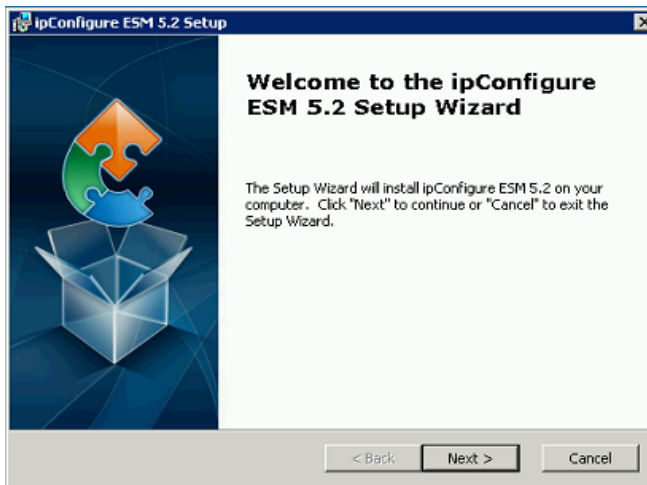 ipConfigure ESM 5.2 Setup
Welcome to the ipConfigure
ESM 5.2 Setup Wizard
The Setup Wizard will install ipConfigure ESM 5.2 on your
computer. Click "Next" to continue or "Cancel" to exit the
Setup Wizard.
< Back Next > Cancel